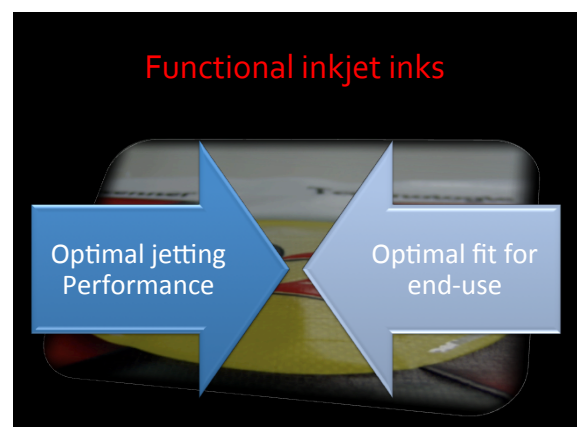 Functional inkjet inks
Optimal jetting
Performance
Optimal fit for
end-use